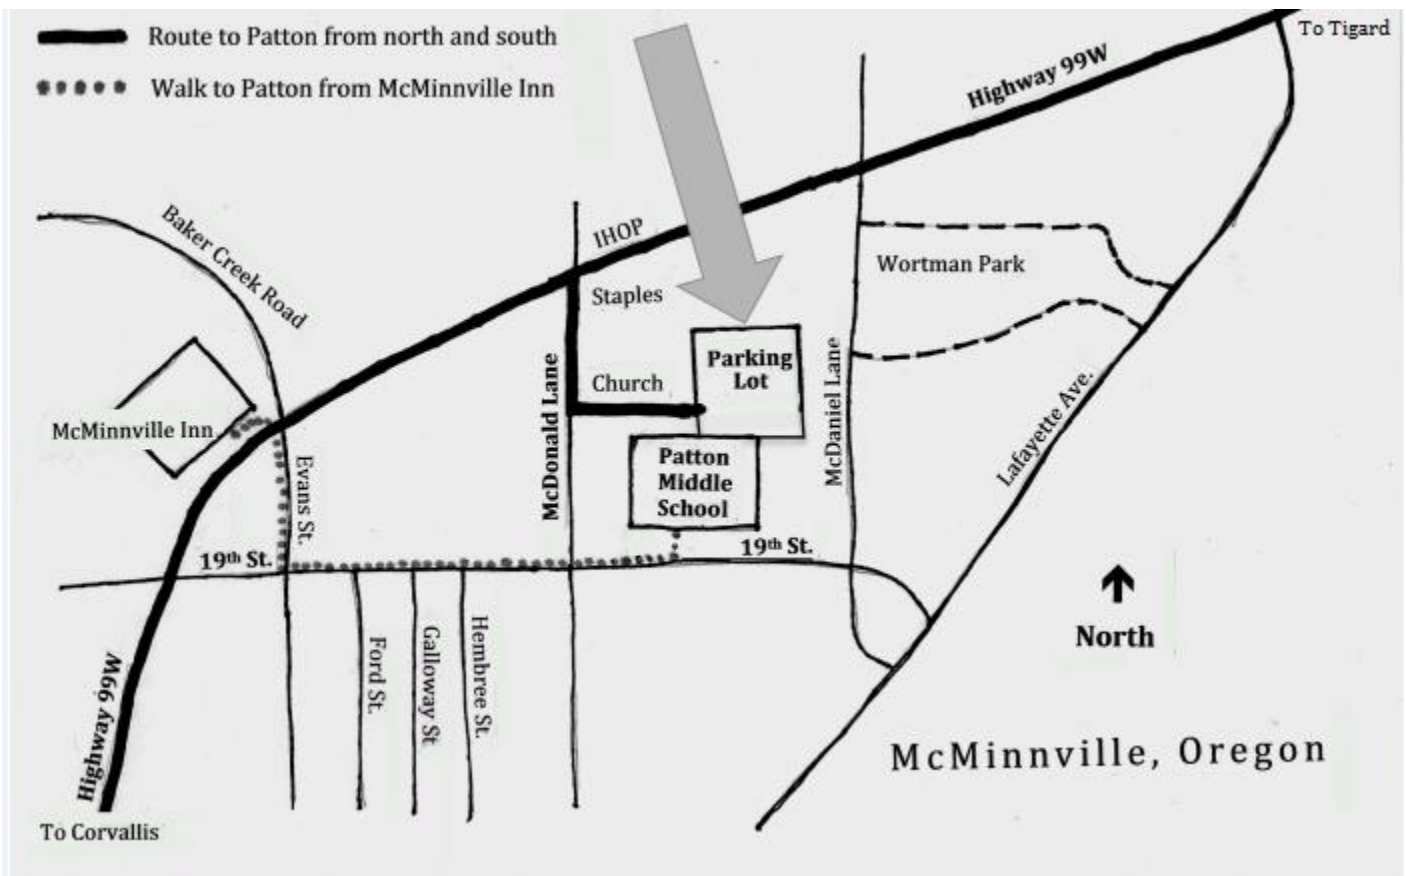 Route to Patton from north and south
Walk to Patton from McMinnville Inn
To Tigard
Highway 99W
Baker Creek Road
IHOP
Wortman Park
Staples
Parking
Lot
Church
McDonald Lane
McDaniel Lane
Lafayette Ave.
McMinnville Inn
Patton
Middle
School
Evans St.
19th St.
19th St.
North
Ford St.
Galloway St
Hembree St.
Highway 99W
McMinnville, Oregon
To Corvallis